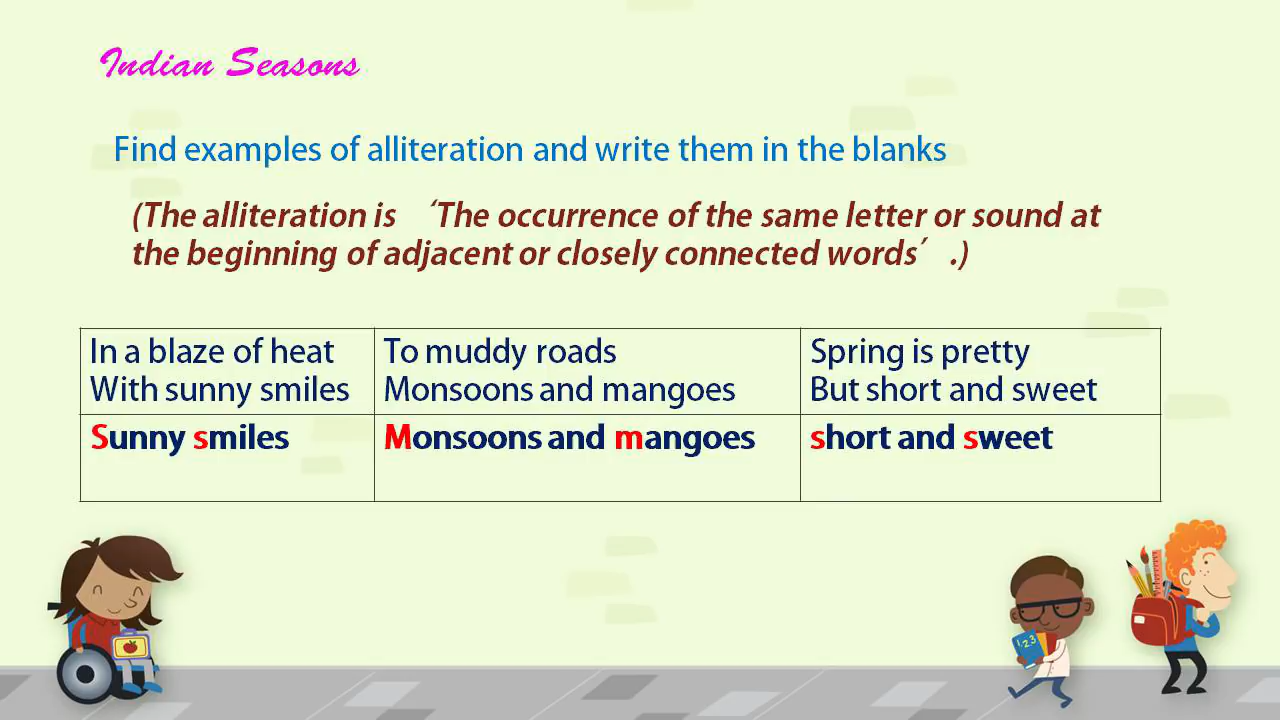 Indian Seasons
Find examples of alliteration and write them in the blanks
(The alliteration is ´The occurrence of the same letter or sound at
the beginning of adjacent or closely connected words´ .)
In a blaze of heat
With sunny smiles
To muddy roads
Monsoons and mangoes
Spring is pretty
But short and sweet
Sunny smiles
Monsoons and mangoes
short and sweet
123